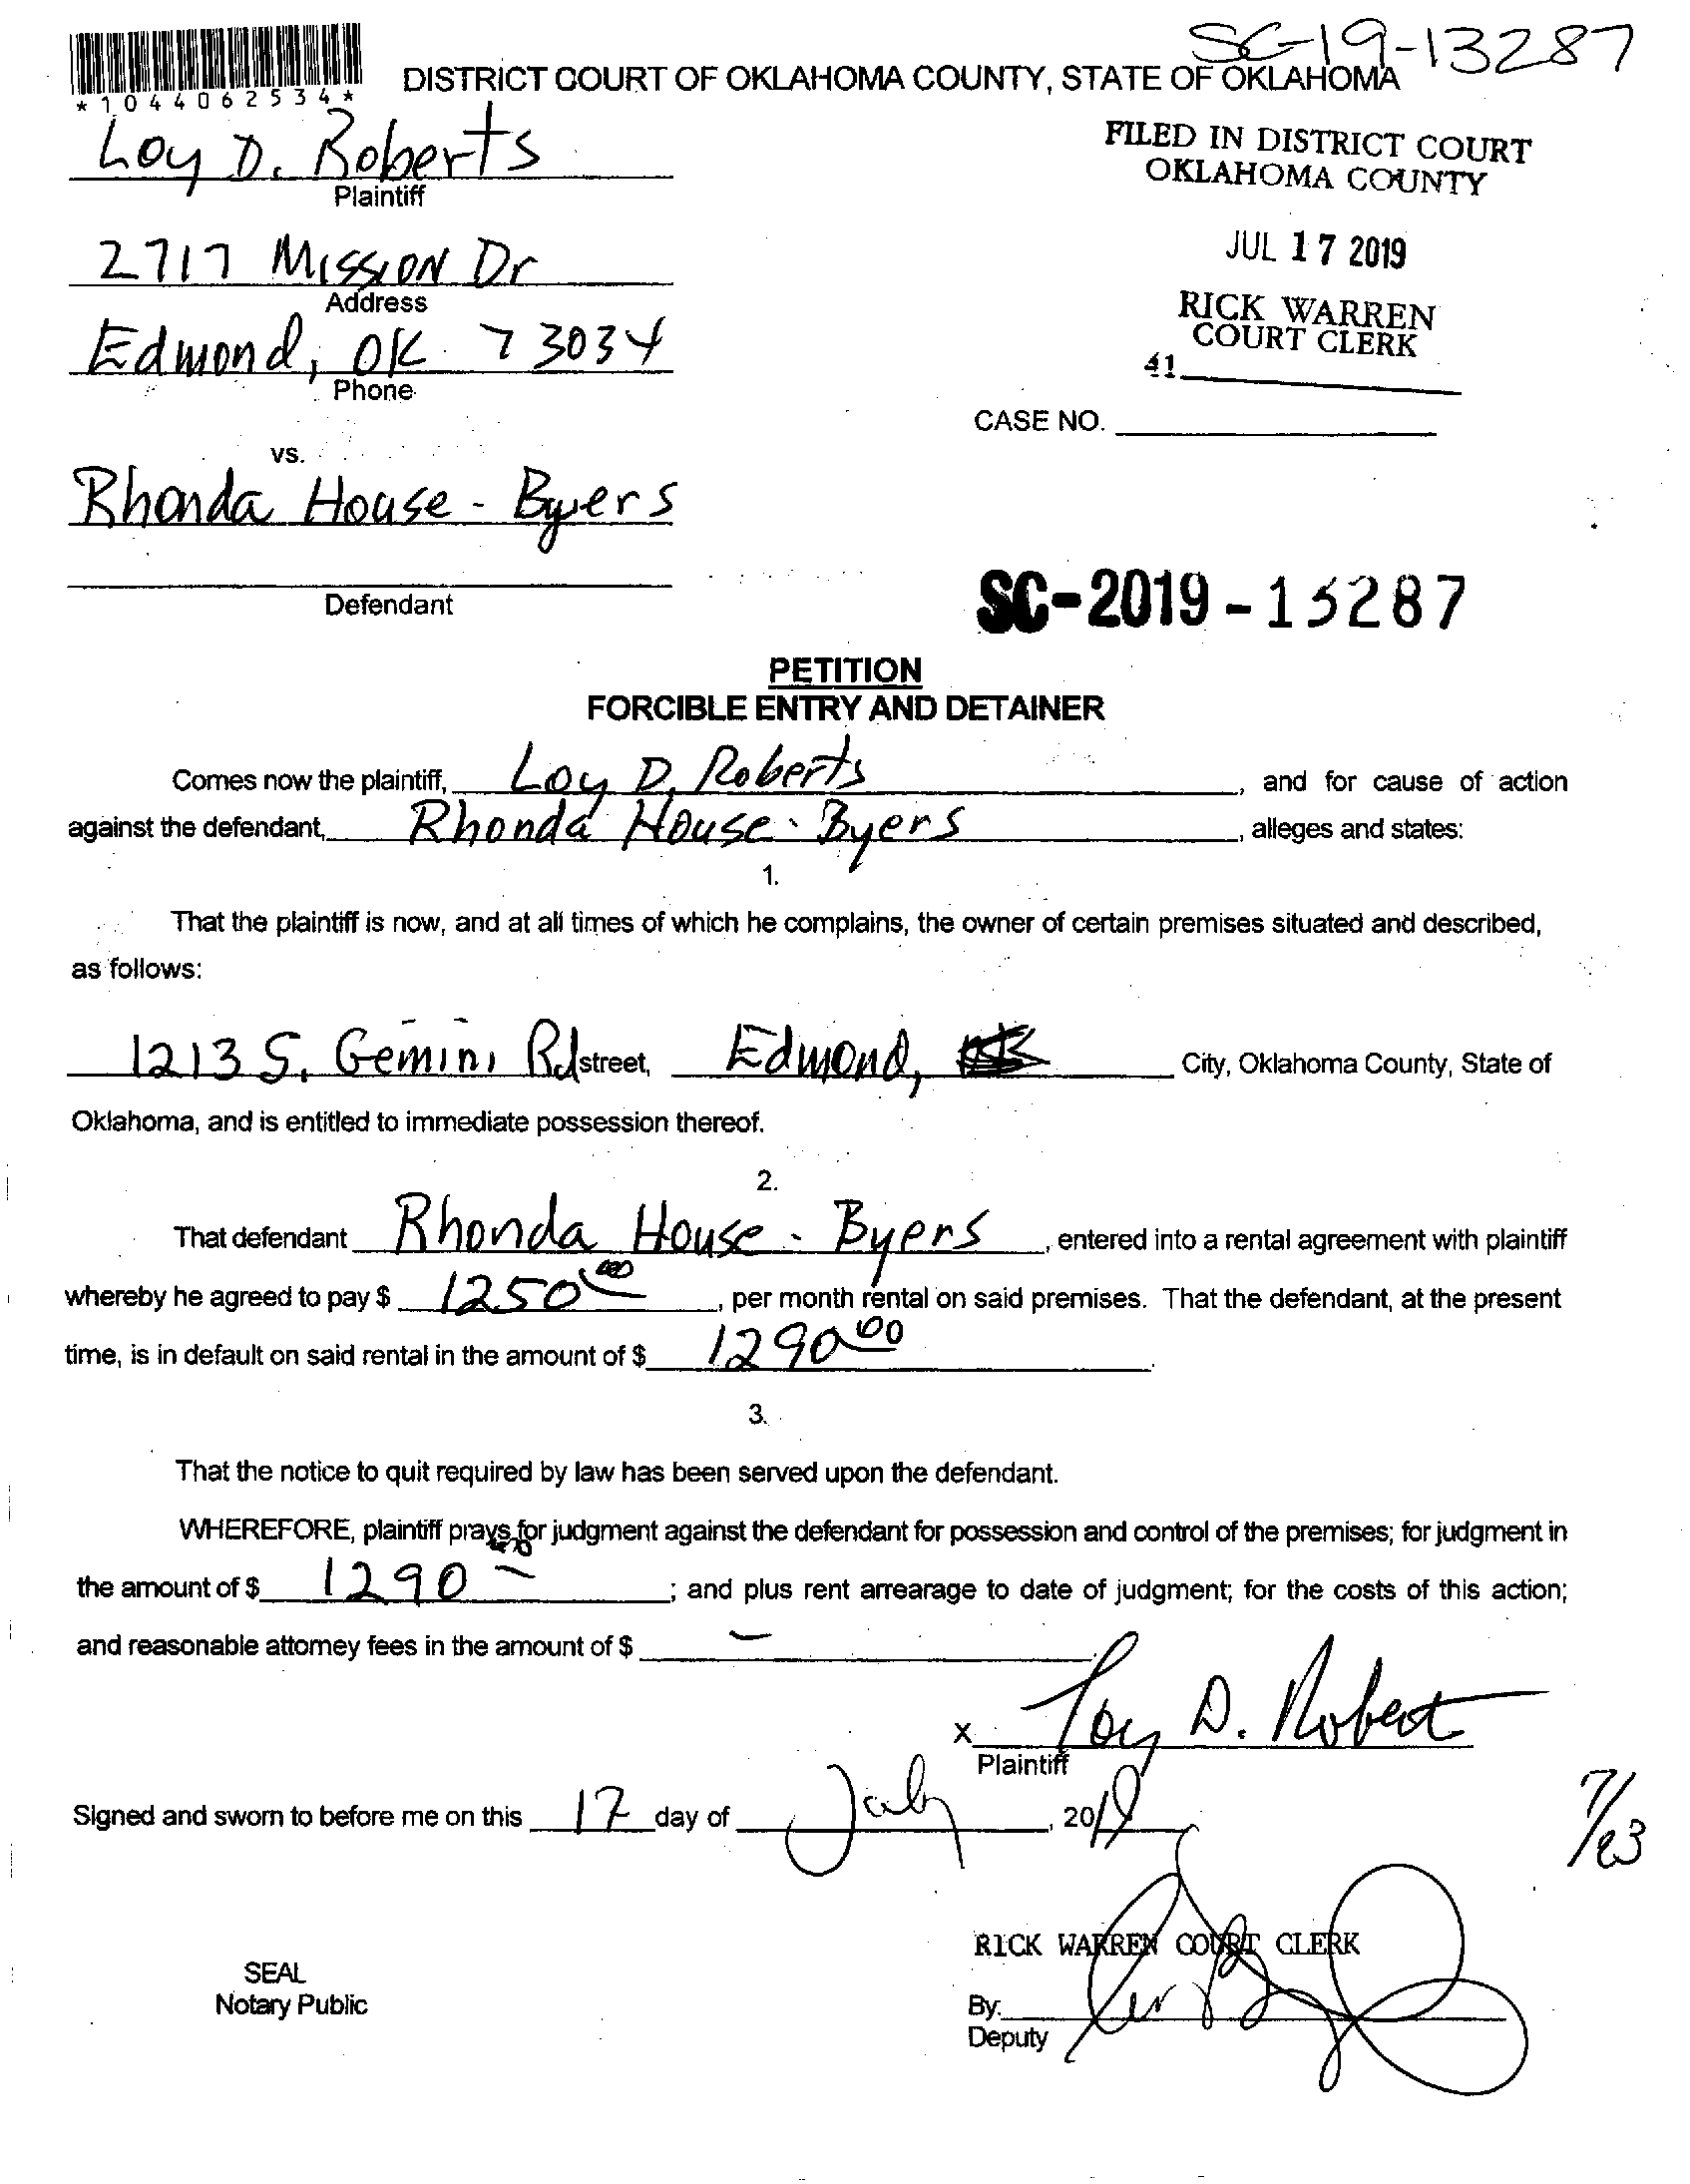 SC-19-13287
*1044062534*
DISTRICT COURT OF OKLAHOMA COUNTY, STATE OF OKLAHOMA
Loy D. Roberts
Plaintiff
FILED IN DISTRICT COURT
OKLAHOMA COUNTY
JUL 17 2019
RICK WARREN
COURT CLERK
41
2717 Mission Dr
Address
Edmond, OK 73034
Phone
CASE NO.
vs.
Rhonda House - Byers
Defendant
SC-2019-13287
PETITION
FORCIBLE ENTRY AND DETAINER
Comes now the plaintiff, Loy D. Roberts, and for cause of action
against the defendant, Rhonda House - Byers, alleges and states:
1.
That the plaintiff is now, and at all times of which he complains, the owner of certain premises situated and described,
as follows:
1213 S. Gemini Rd street, Edmond, City, Oklahoma County, State of
Oklahoma, and is entitled to immediate possession thereof.
2.
That defendant Rhonda House - Byers, entered into a rental agreement with plaintiff
whereby he agreed to pay $ 1250.00, per month rental on said premises. That the defendant, at the present
time, is in default on said rental in the amount of $ 1290.00.
3.
That the notice to quit required by law has been served upon the defendant.
WHEREFORE, plaintiff prays for judgment against the defendant for possession and control of the premises; for judgment in
the amount of $ 1290 -; and plus rent arrearage to date of judgment; for the costs of this action;
and reasonable attorney fees in the amount of $ -
x Loy D. Robert
Plaintiff
Signed and sworn to before me on this 17 day of July, 2019
7/23
RICK WARREN COURT CLERK
SEAL
Notary Public
By:
Deputy